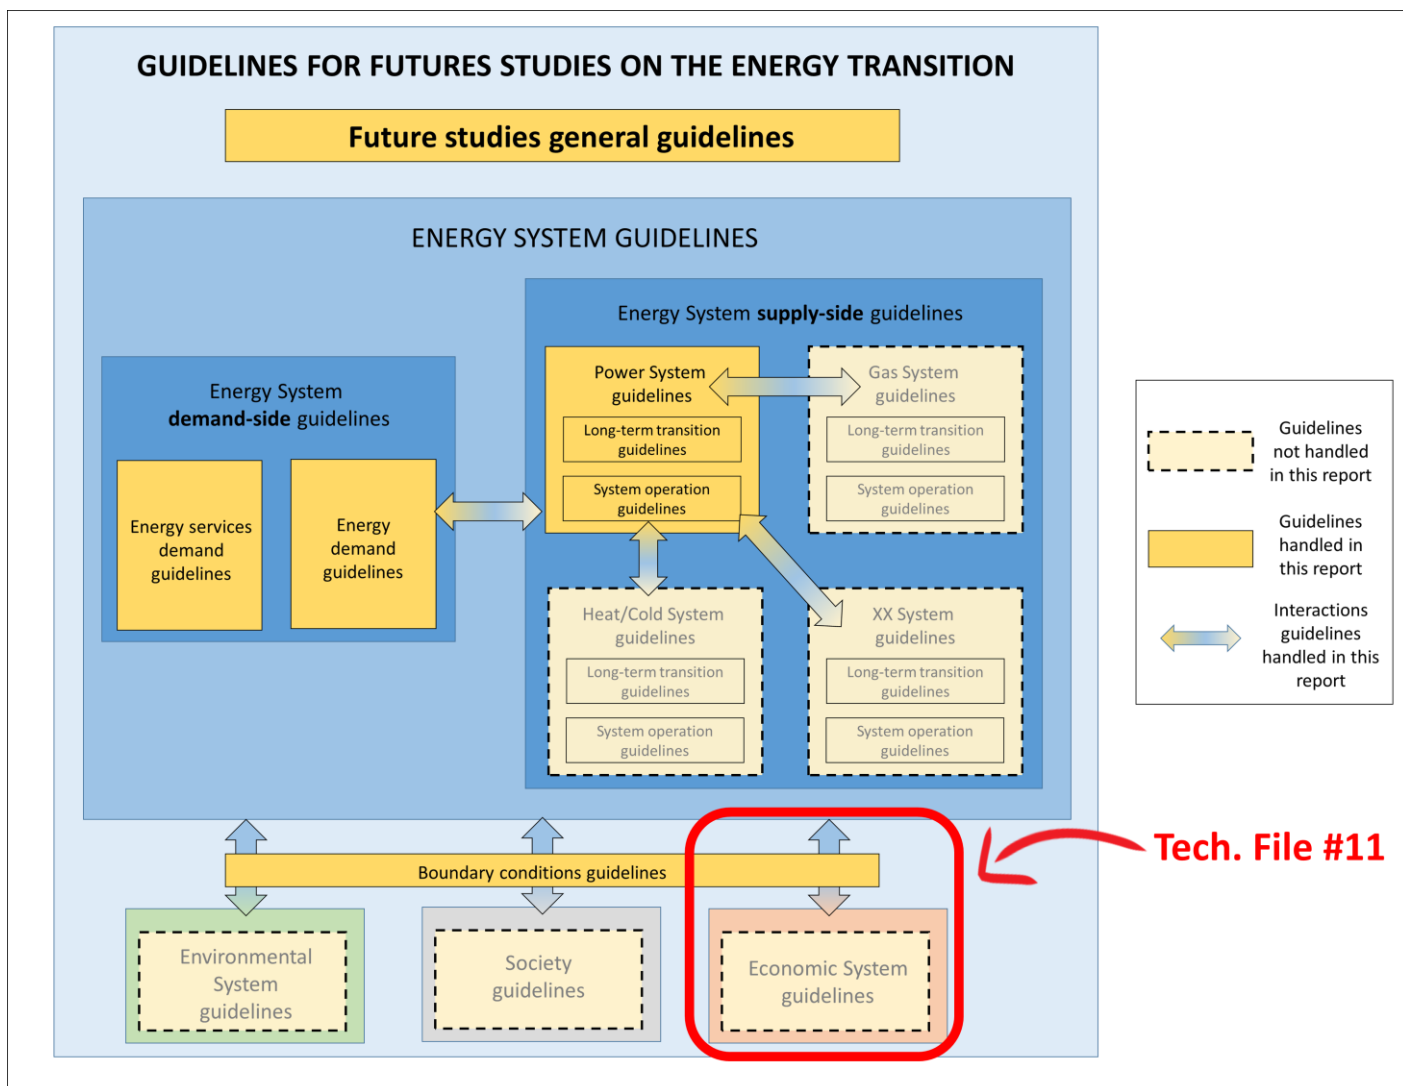 GUIDELINES FOR FUTURES STUDIES ON THE ENERGY TRANSITION
Future studies general guidelines
ENERGY SYSTEM GUIDELINES
Energy System supply-side guidelines
Energy System
demand-side guidelines
Energy services
demand
guidelines
Energy
demand
guidelines
Power System
guidelines
Long-term transition
guidelines
System operation
guidelines
Gas System
guidelines
Long-term transition
guidelines
System operation
guidelines
Heat/Cold System
guidelines
Long-term transition
guidelines
System operation
guidelines
XX System
guidelines
Long-term transition
guidelines
System operation
guidelines
Boundary conditions guidelines
Environmental
System
guidelines
Society
guidelines
Economic System
guidelines
Guidelines
not handled
in this report
Guidelines
handled in
this report
Interactions
guidelines
handled in this
report
Tech. File #11